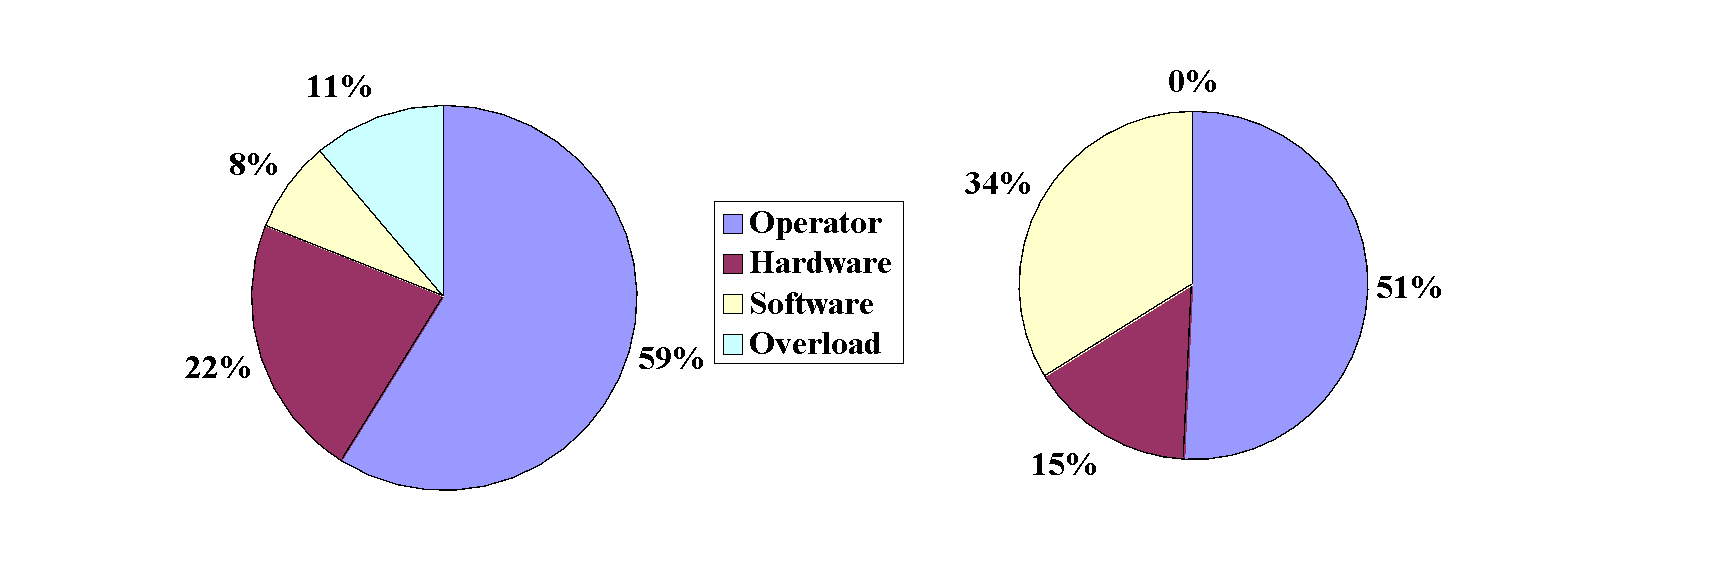 11%
8%
22%
59%
Operator
Hardware
Software
Overload
0%
34%
51%
15%